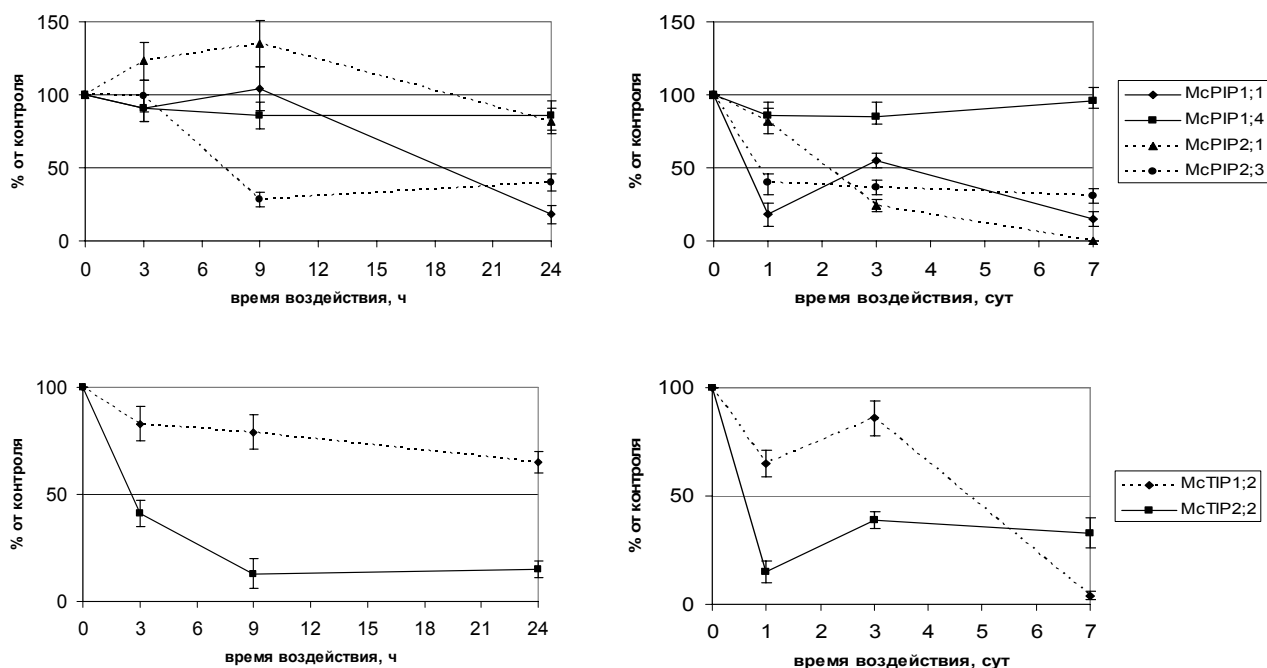 150
100
50
0
% от контроля
0 3 6 9 12 15 18 21 24
время воздействия, ч
150
100
50
0
% от контроля
0 1 2 3 4 5 6 7
время воздействия, сут
McPIP1;1
McPIP1;4
McPIP2;1
McPIP2;3
100
50
0
% от контроля
0 3 6 9 12 15 18 21 24
время воздействия, ч
100
50
0
% от контроля
0 1 2 3 4 5 6 7
время воздействия, сут
McTIP1;2
McTIP2;2